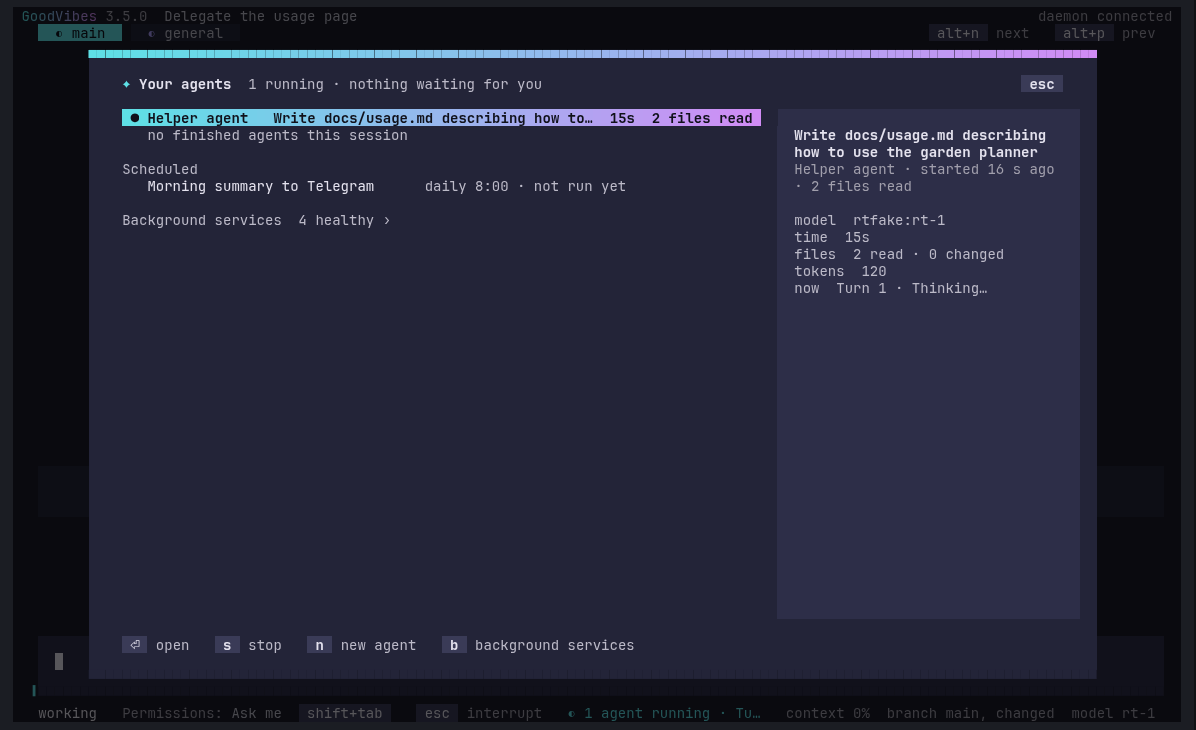 GoodVibes 3.5.0  Delegate the usage page  daemon connected
main  general  alt+n next  alt+p prev
✦ Your agents  1 running · nothing waiting for you  esc
● Helper agent  Write docs/usage.md describing how to…  15s  2 files read
no finished agents this session
Scheduled
Morning summary to Telegram  daily 8:00 · not run yet
Background services  4 healthy ›
Write docs/usage.md describing
how to use the garden planner
Helper agent · started 16 s ago
· 2 files read
model  rtfake:rt-1
time  15s
files  2 read · 0 changed
tokens  120
now  Turn 1 · Thinking…
⏎ open  s stop  n new agent  b background services
working  Permissions: Ask me  shift+tab  esc interrupt  1 agent running · Tu…  context 0%  branch main, changed  model rt-1